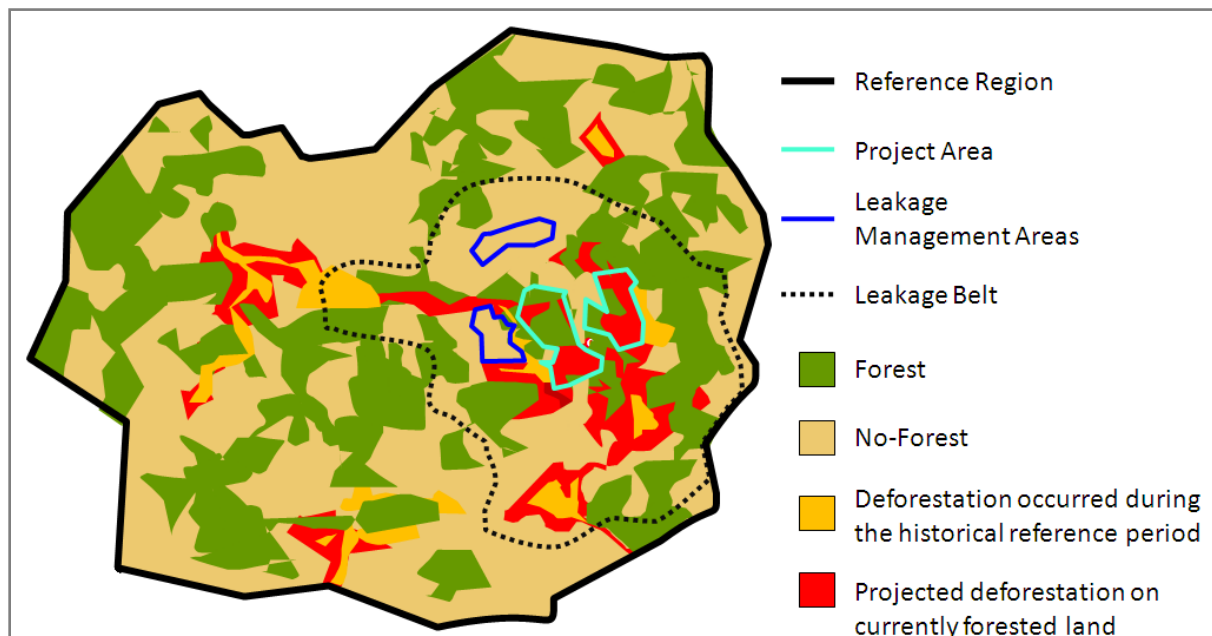 Reference Region
Project Area
Leakage
Management Areas
Leakage Belt
Forest
No-Forest
Deforestation occurred during
the historical reference period
Projected deforestation on
currently forested land